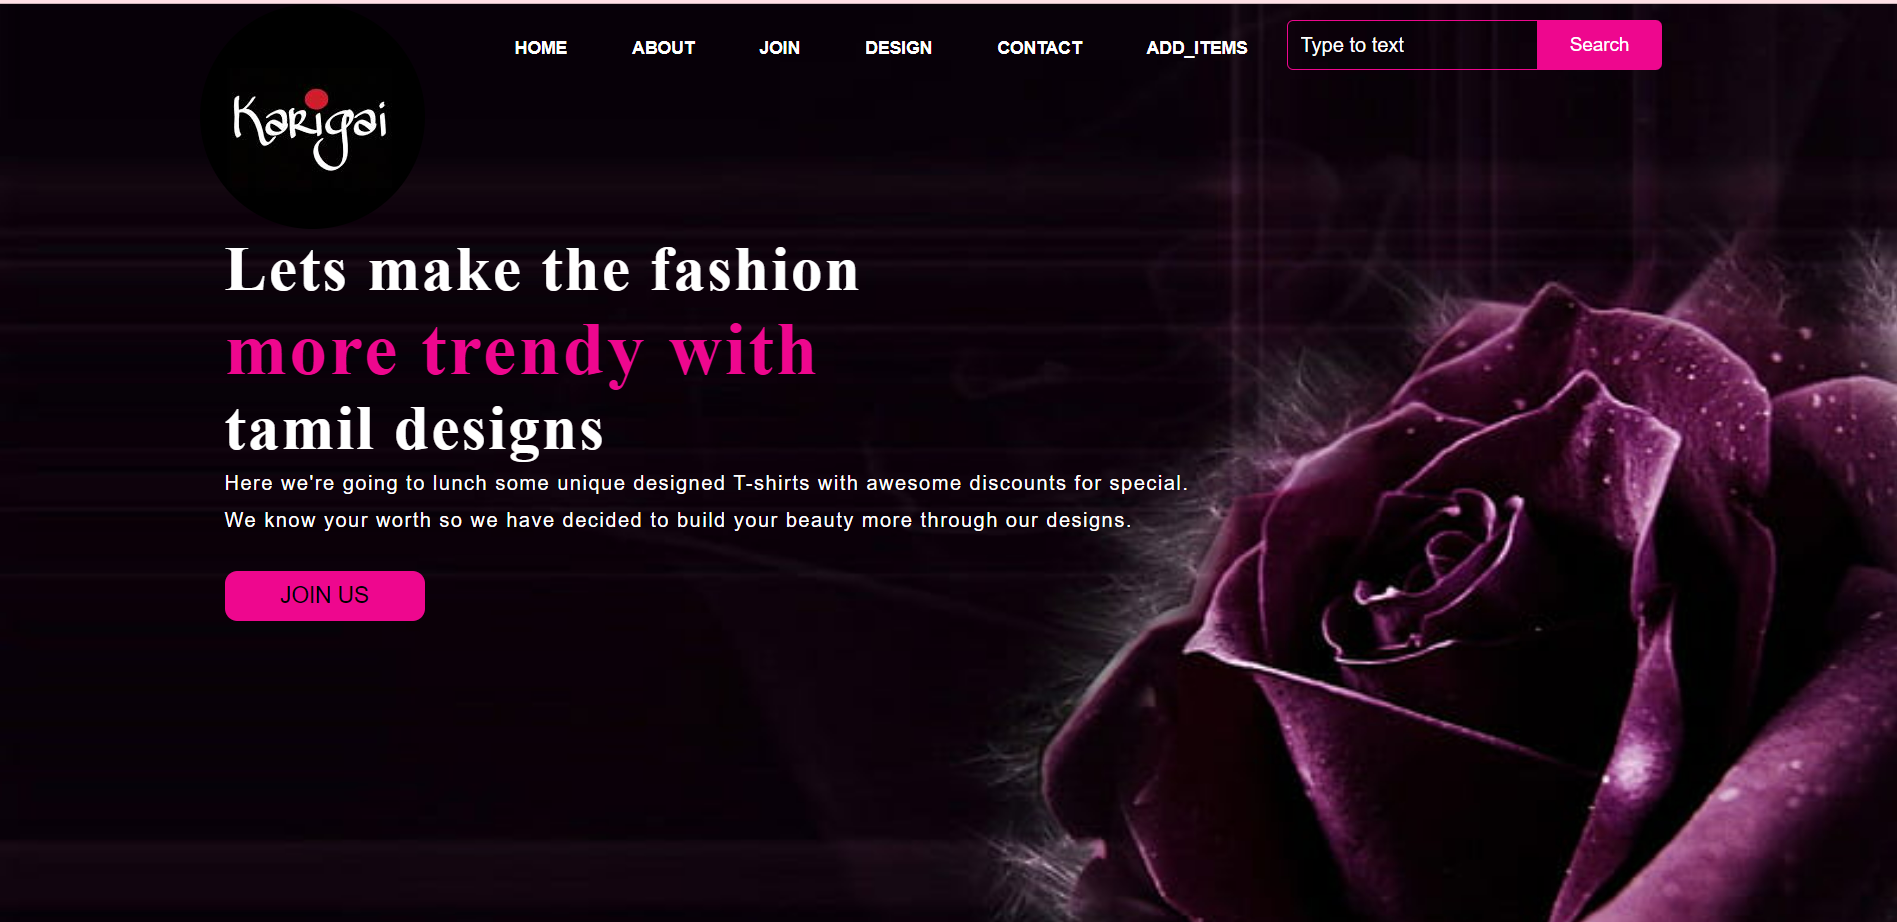 Karigai
HOME ABOUT JOIN DESIGN CONTACT ADD_ITEMS Type to text Search
Lets make the fashion
more trendy with
tamil designs
Here we're going to lunch some unique designed T-shirts with awesome discounts for special.
We know your worth so we have decided to build your beauty more through our designs.
JOIN US